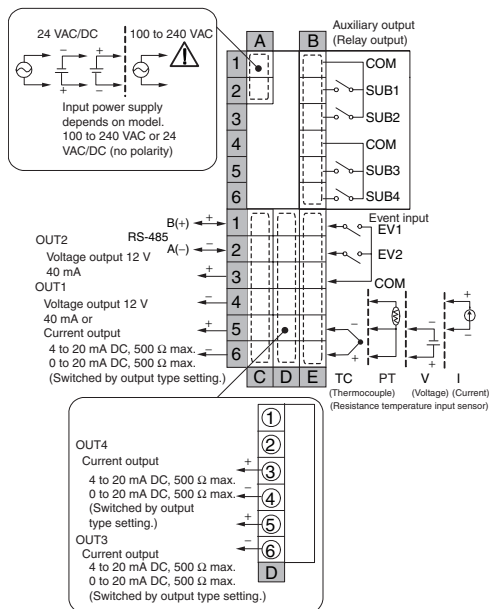 24 VAC/DC
100 to 240 VAC
− +
+ −
Input power supply
depends on model.
100 to 240 VAC or 24
VAC/DC (no polarity)
A
B
1
2
3
4
5
6
Auxiliary output
(Relay output)
COM
SUB1
SUB2
COM
SUB3
SUB4
1
2
3
4
5
6
C D E
B(+) +
RS-485
A(−) −
OUT2
Voltage output 12 V
40 mA
+
−
OUT1
Voltage output 12 V
40 mA or
Current output
4 to 20 mA DC, 500 Ω max.
0 to 20 mA DC, 500 Ω max.
(Switched by output type setting.)
+
−
Event input
EV1
EV2
COM
− +
− +
+ −
TC PT V I
(Thermocouple) (Voltage) (Current)
(Resistance temperature input sensor)
①
②
③
④
⑤
⑥
D
OUT4
Current output
4 to 20 mA DC, 500 Ω max.
0 to 20 mA DC, 500 Ω max.
(Switched by output
type setting.)
+
−
OUT3
Current output
4 to 20 mA DC, 500 Ω max.
0 to 20 mA DC, 500 Ω max.
(Switched by output type setting.)
+
−